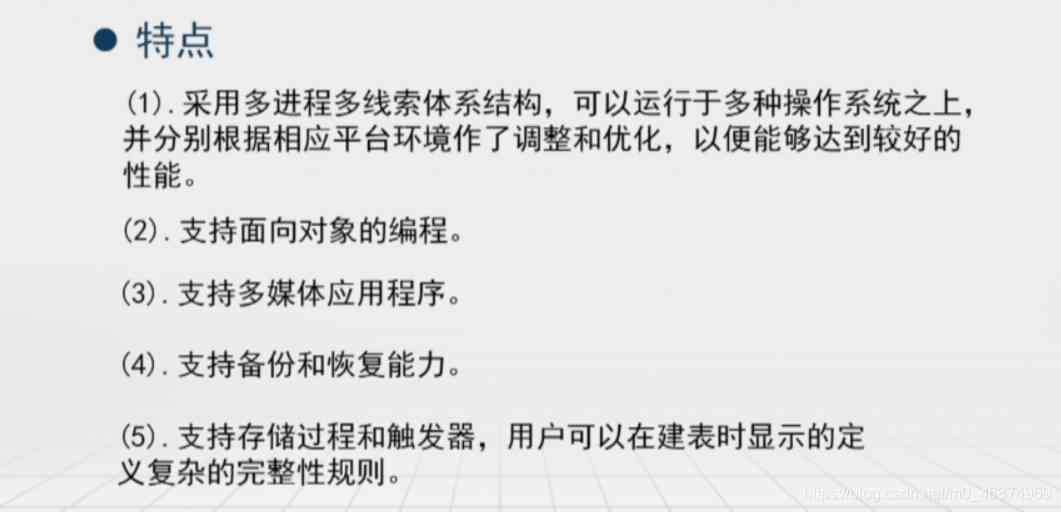 ● 特点
(1).采用多进程多线索体系结构，可以运行于多种操作系统之上，
并分别根据相应平台环境作了调整和优化，以便能够达到较好的
性能。
(2).支持面向对象的编程。
(3).支持多媒体应用程序。
(4).支持备份和恢复能力。
(5).支持存储过程和触发器，用户可以在建表时显示的定
义复杂的完整性规则。